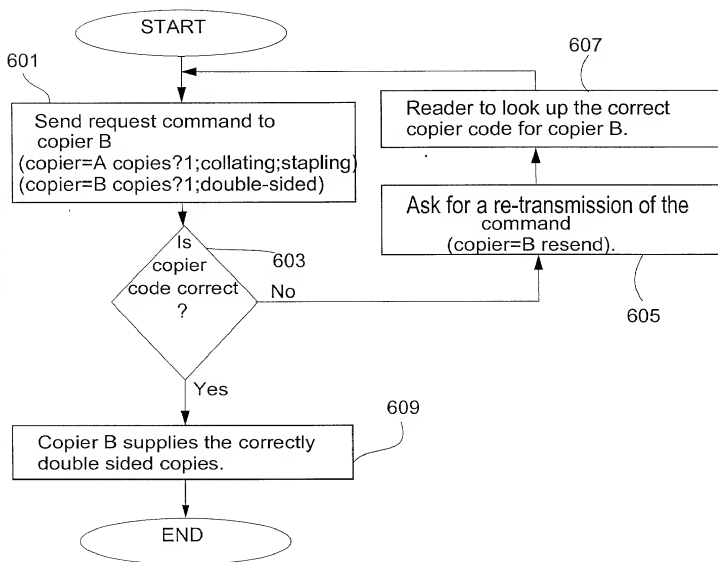 START
601
Send request command to
copier B
(copier=A copies?1;collating;stapling)
(copier=B copies?1;double-sided)
Is
copier
code correct
?
603
No
Yes
607
Reader to look up the correct
copier code for copier B.
Ask for a re-transmission of the
command
(copier=B resend).
605
609
Copier B supplies the correctly
double sided copies.
END